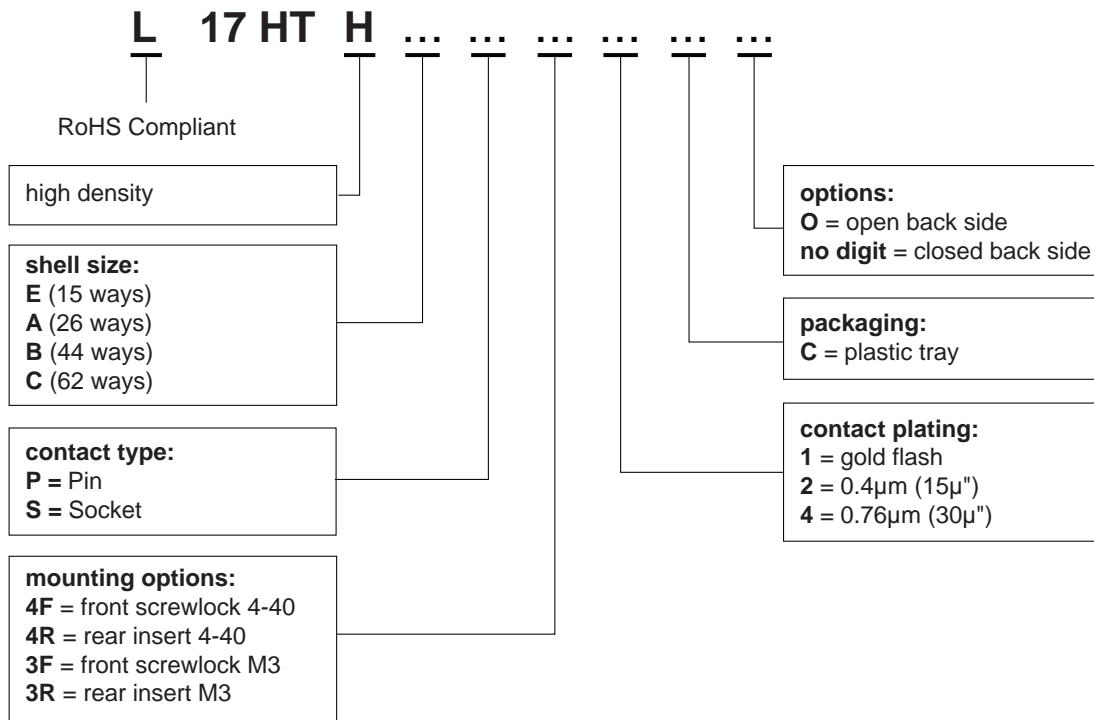 L 17 HT H ... ... ... ... ... ...
RoHS Compliant
high density
shell size:
E (15 ways)
A (26 ways)
B (44 ways)
C (62 ways)
contact type:
P = Pin
S = Socket
mounting options:
4F = front screwlock 4-40
4R = rear insert 4-40
3F = front screwlock M3
3R = rear insert M3
options:
O = open back side
no digit = closed back side
packaging:
C = plastic tray
contact plating:
1 = gold flash
2 = 0.4µm (15µ")
4 = 0.76µm (30µ")